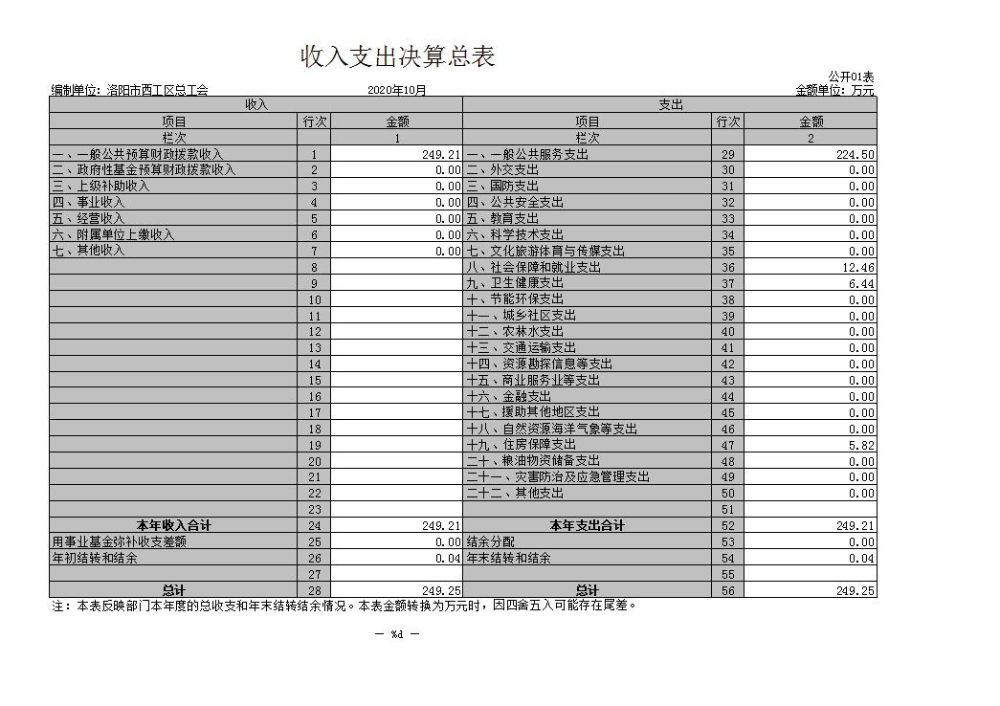 收入支出决算总表
公开01表
编制单位：洛阳市西工区总工会 2020年10月 金额单位：万元
收入 支出
项目 行次 金额 项目 行次 金额
栏次 1 栏次 2
一、一般公共预算财政拨款收入 1 249.21 一、一般公共服务支出 29 224.50
二、政府性基金预算财政拨款收入 2 0.00 二、外交支出 30 0.00
三、上级补助收入 3 0.00 三、国防支出 31 0.00
四、事业收入 4 0.00 四、公共安全支出 32 0.00
五、经营收入 5 0.00 五、教育支出 33 0.00
六、附属单位上缴收入 6 0.00 六、科学技术支出 34 0.00
七、其他收入 7 0.00 七、文化旅游体育与传媒支出 35 0.00
8 八、社会保障和就业支出 36 12.46
9 九、卫生健康支出 37 6.44
10 十、节能环保支出 38 0.00
11 十一、城乡社区支出 39 0.00
12 十二、农林水支出 40 0.00
13 十三、交通运输支出 41 0.00
14 十四、资源勘探信息等支出 42 0.00
15 十五、商业服务业等支出 43 0.00
16 十六、金融支出 44 0.00
17 十七、援助其他地区支出 45 0.00
18 十八、自然资源海洋气象等支出 46 0.00
19 十九、住房保障支出 47 5.82
20 二十、粮油物资储备支出 48 0.00
21 二十一、灾害防治及应急管理支出 49 0.00
22 二十二、其他支出 50 0.00
23 51
本年收入合计 24 249.21 本年支出合计 52 249.21
用事业基金弥补收支差额 25 0.00 结余分配 53 0.00
年初结转和结余 26 0.04 年末结转和结余 54 0.04
27 55
总计 28 249.25 总计 56 249.25
注：本表反映部门本年度的总收支和年末结转结余情况。本表金额转换为万元时，因四舍五入可能存在尾差。
— %d —